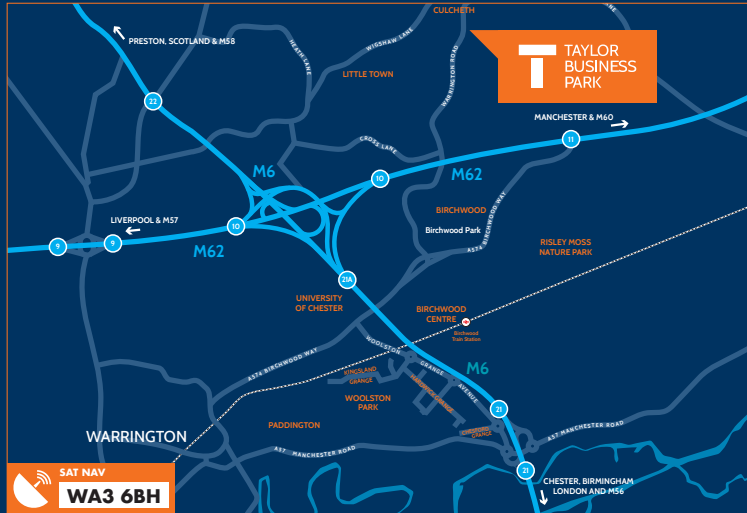 CULCHETH
PRESTON, SCOTLAND & M58
HEATH LANE
WIGSHAW LANE
WARRINGTON ROAD
LITTLE TOWN
T
TAYLOR
BUSINESS
PARK
22
MANCHESTER & M60
11
CROSS LANE
M6
M62
10
BIRCHWOOD
Birchwood Park
A574 BIRCHWOOD WAY
LIVERPOOL & M57
10
9
9
M62
RISLEY MOSS
NATURE PARK
21A
UNIVERSITY
OF CHESTER
BIRCHWOOD
CENTRE
Birchwood
Train Station
WOOLSTON GRANGE AVENUE
A574 BIRCHWOOD WAY
M6
KINGSLAND
GRANGE
HARDWICK GRANGE
WOOLSTON
PARK
21
PADDINGTON
CHESFORD
GRANGE
A57 MANCHESTER ROAD
WARRINGTON
A57 MANCHESTER ROAD
21
SAT NAV
WA3 6BH
CHESTER, BIRMINGHAM
LONDON AND M56